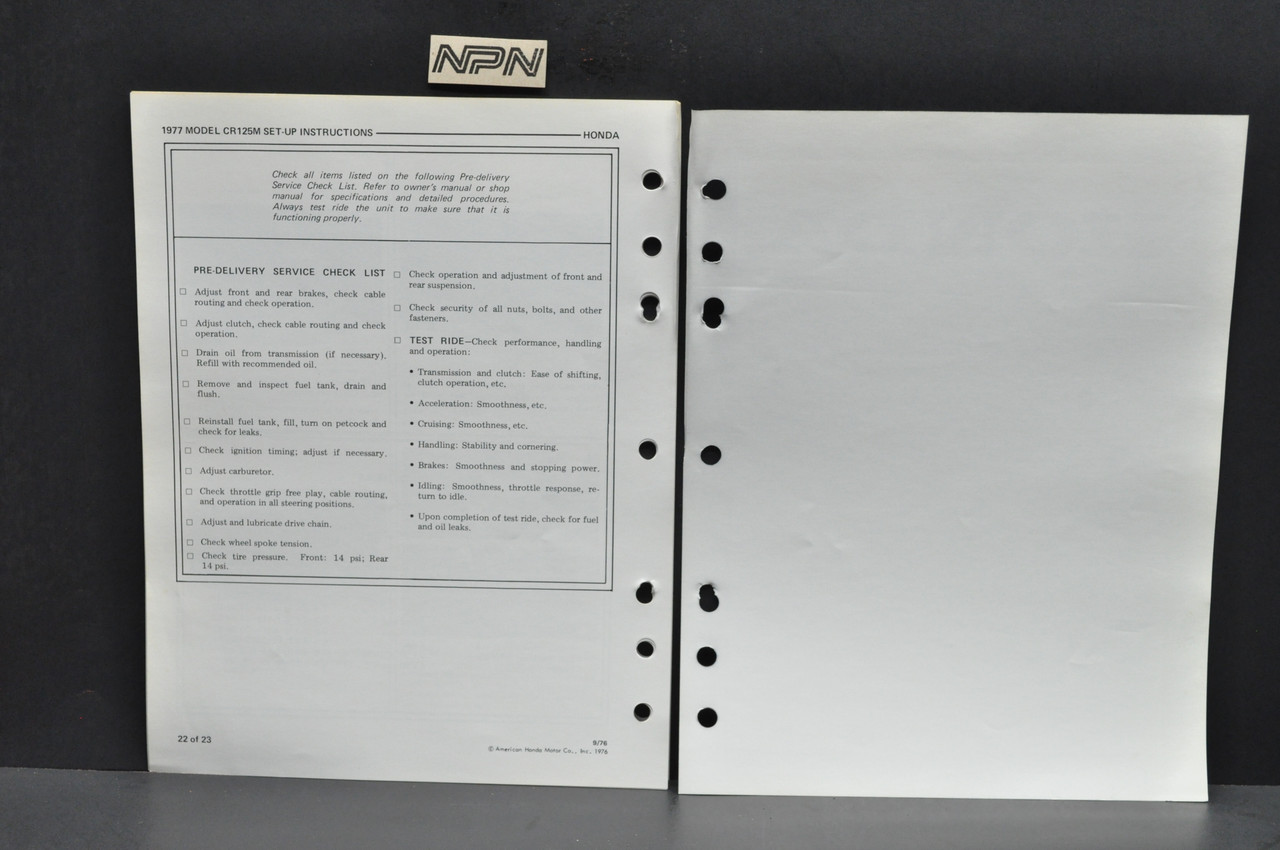 NPN
1977 MODEL CR125M SET-UP INSTRUCTIONS HONDA
Check all items listed on the following Pre-delivery
Service Check List. Refer to owner's manual or shop
manual for specifications and detailed procedures.
Always test ride the unit to make sure that it is
functioning properly.
PRE-DELIVERY SERVICE CHECK LIST
□ Adjust front and rear brakes, check cable
routing and check operation.
□ Adjust clutch, check cable routing and check
operation.
□ Drain oil from transmission (if necessary).
Refill with recommended oil.
□ Remove and inspect fuel tank, drain and
flush.
□ Reinstall fuel tank, fill, turn on petcock and
check for leaks.
□ Check ignition timing; adjust if necessary.
□ Adjust carburetor.
□ Check throttle grip free play, cable routing,
and operation in all steering positions.
□ Adjust and lubricate drive chain.
□ Check wheel spoke tension.
□ Check tire pressure. Front: 14 psi; Rear
14 psi.
□ Check operation and adjustment of front and
rear suspension.
□ Check security of all nuts, bolts, and other
fasteners.
□ TEST RIDE—Check performance, handling
and operation:
• Transmission and clutch: Ease of shifting,
clutch operation, etc.
• Acceleration: Smoothness, etc.
• Cruising: Smoothness, etc.
• Handling: Stability and cornering.
• Brakes: Smoothness and stopping power.
• Idling: Smoothness, throttle response, re-
turn to idle.
• Upon completion of test ride, check for fuel
and oil leaks.
22 of 23
9/76
© American Honda Motor Co., Inc. 1976